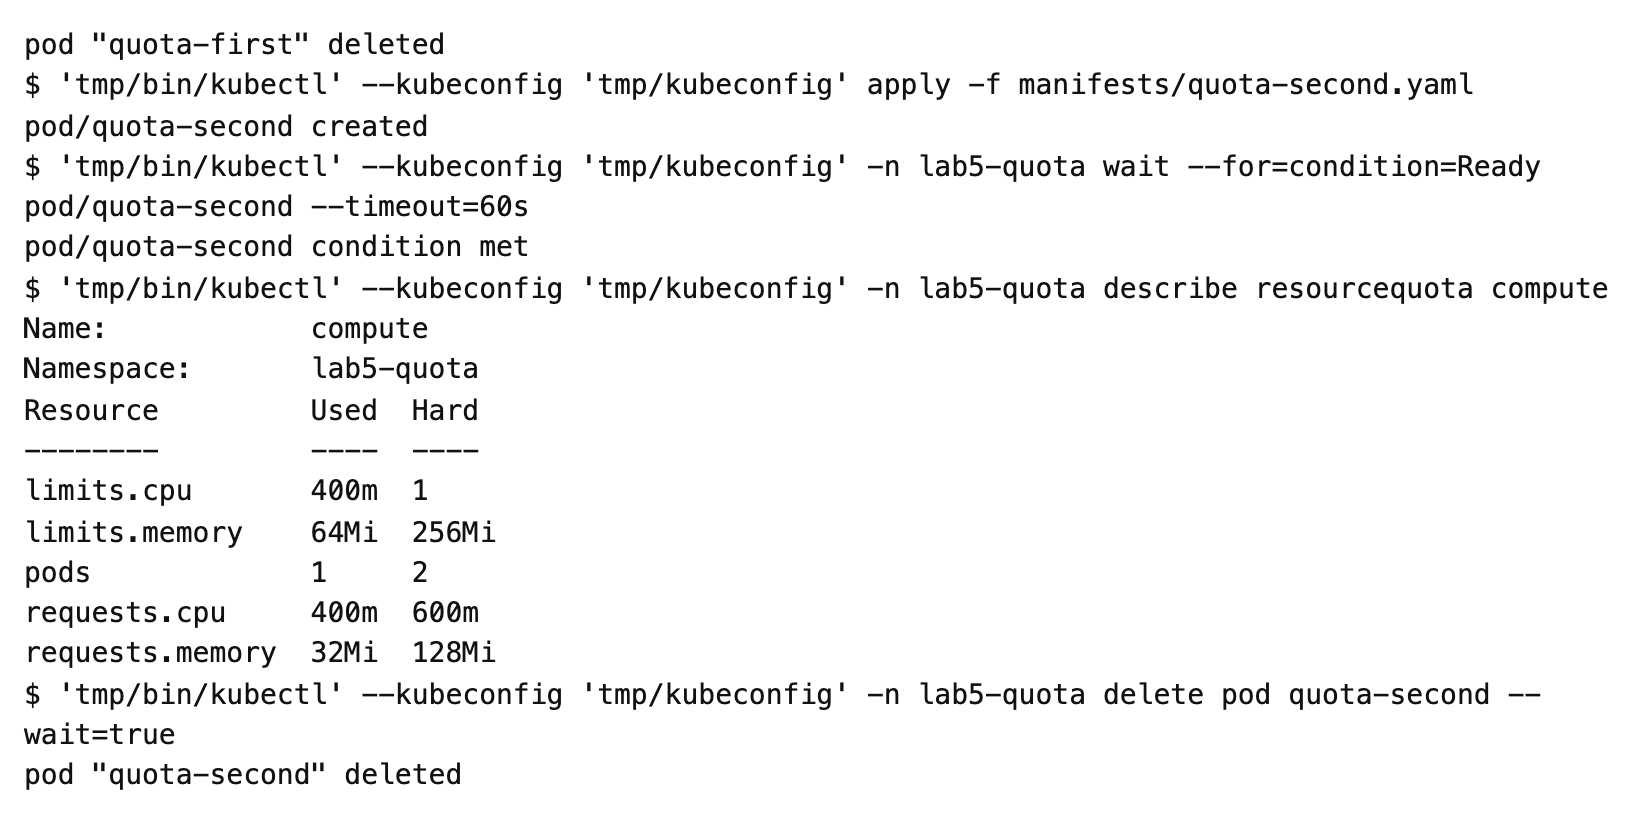 pod "quota-first" deleted
$ 'tmp/bin/kubectl' --kubeconfig 'tmp/kubeconfig' apply -f manifests/quota-second.yaml
pod/quota-second created
$ 'tmp/bin/kubectl' --kubeconfig 'tmp/kubeconfig' -n lab5-quota wait --for=condition=Ready
pod/quota-second --timeout=60s
pod/quota-second condition met
$ 'tmp/bin/kubectl' --kubeconfig 'tmp/kubeconfig' -n lab5-quota describe resourcequota compute
Name:            compute
Namespace:       lab5-quota
Resource         Used  Hard
--------         ----  ----
limits.cpu       400m  1
limits.memory    64Mi  256Mi
pods             1     2
requests.cpu     400m  600m
requests.memory  32Mi  128Mi
$ 'tmp/bin/kubectl' --kubeconfig 'tmp/kubeconfig' -n lab5-quota delete pod quota-second --
wait=true
pod "quota-second" deleted